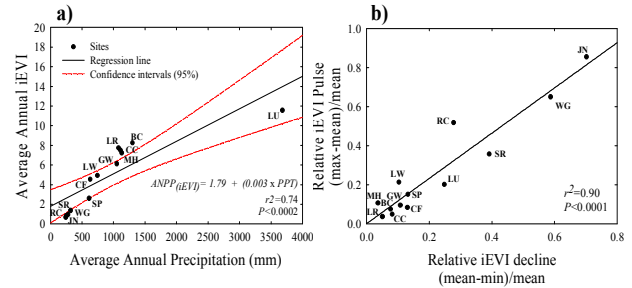 a)
Average Annual iEVI
20
18
16
14
12
10
8
6
4
2
0
Sites
Regression line
Confidence intervals (95%)
BC
LR
CC
GW
MH
LW
CF
SP
SR
RC
WG
JN
LU
ANPP(iEVI) = 1.79 + (0.003 x PPT)
r2=0.74
P<0.0002
0 500 1000 1500 2000 2500 3000 3500 4000
Average Annual Precipitation (mm)
b)
Relative iEVI Pulse
(max-mean)/mean
1.0
0.8
0.6
0.4
0.2
0.0
JN
WG
RC
SR
LU
LW
SP
MH
GW
BC
CF
LR
CC
r2=0.90
P<0.0001
0.0 0.2 0.4 0.6 0.8
Relative iEVI decline
(mean-min)/mean